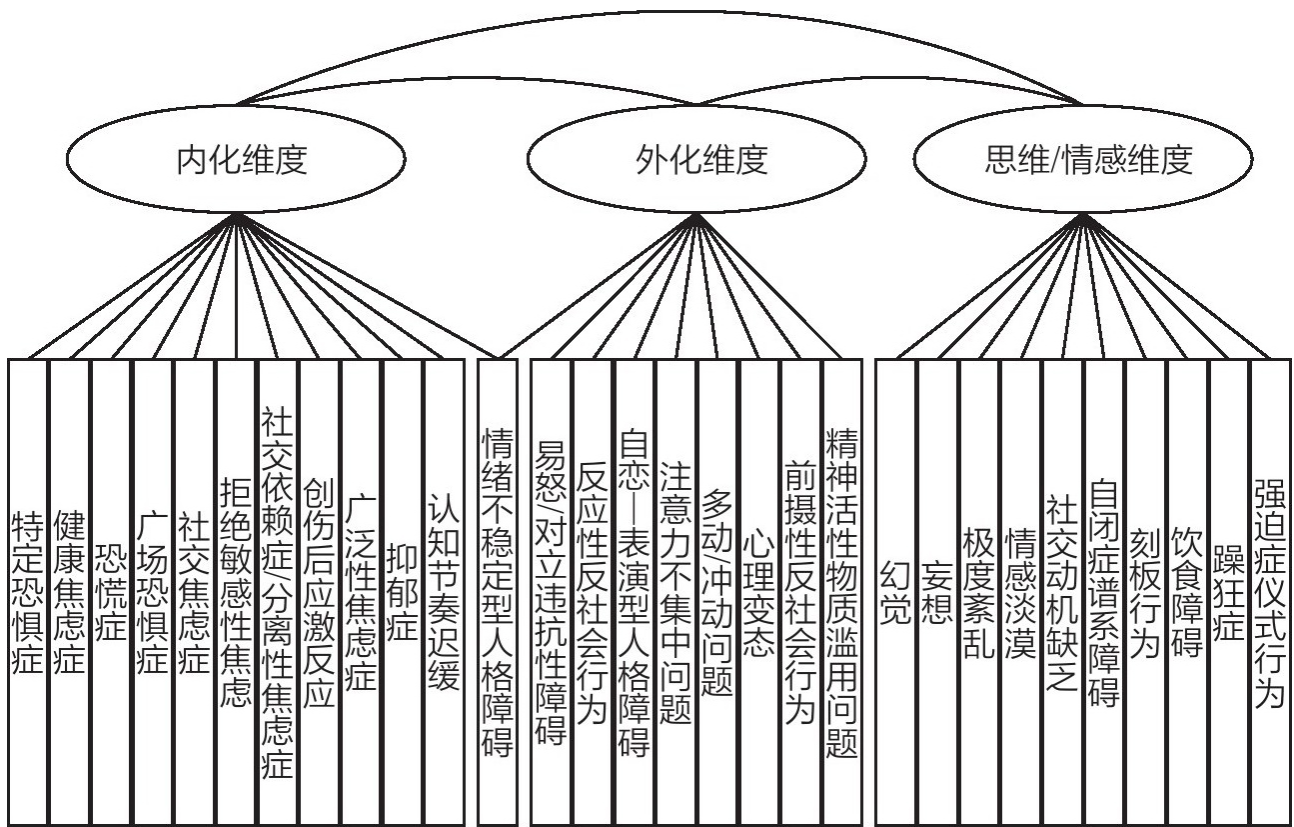 内化维度
外化维度
思维/情感维度
特定恐惧症
健康焦虑症
恐慌症
广场恐惧症
社交焦虑症
拒绝敏感性焦虑
社交依赖症/分离性焦虑症
创伤后应激反应
广泛性焦虑症
抑郁症
认知节奏迟缓
情绪不稳定型人格障碍
易怒/对立违抗性障碍
反应性反社会行为
自恋—表演型人格障碍
注意力不集中问题
多动/冲动问题
心理变态
前摄性反社会行为
精神活性物质滥用问题
幻觉
妄想
极度紊乱
情感淡漠
社交动机缺乏
自闭症谱系障碍
刻板行为
饮食障碍
躁狂症
强迫症仪式行为